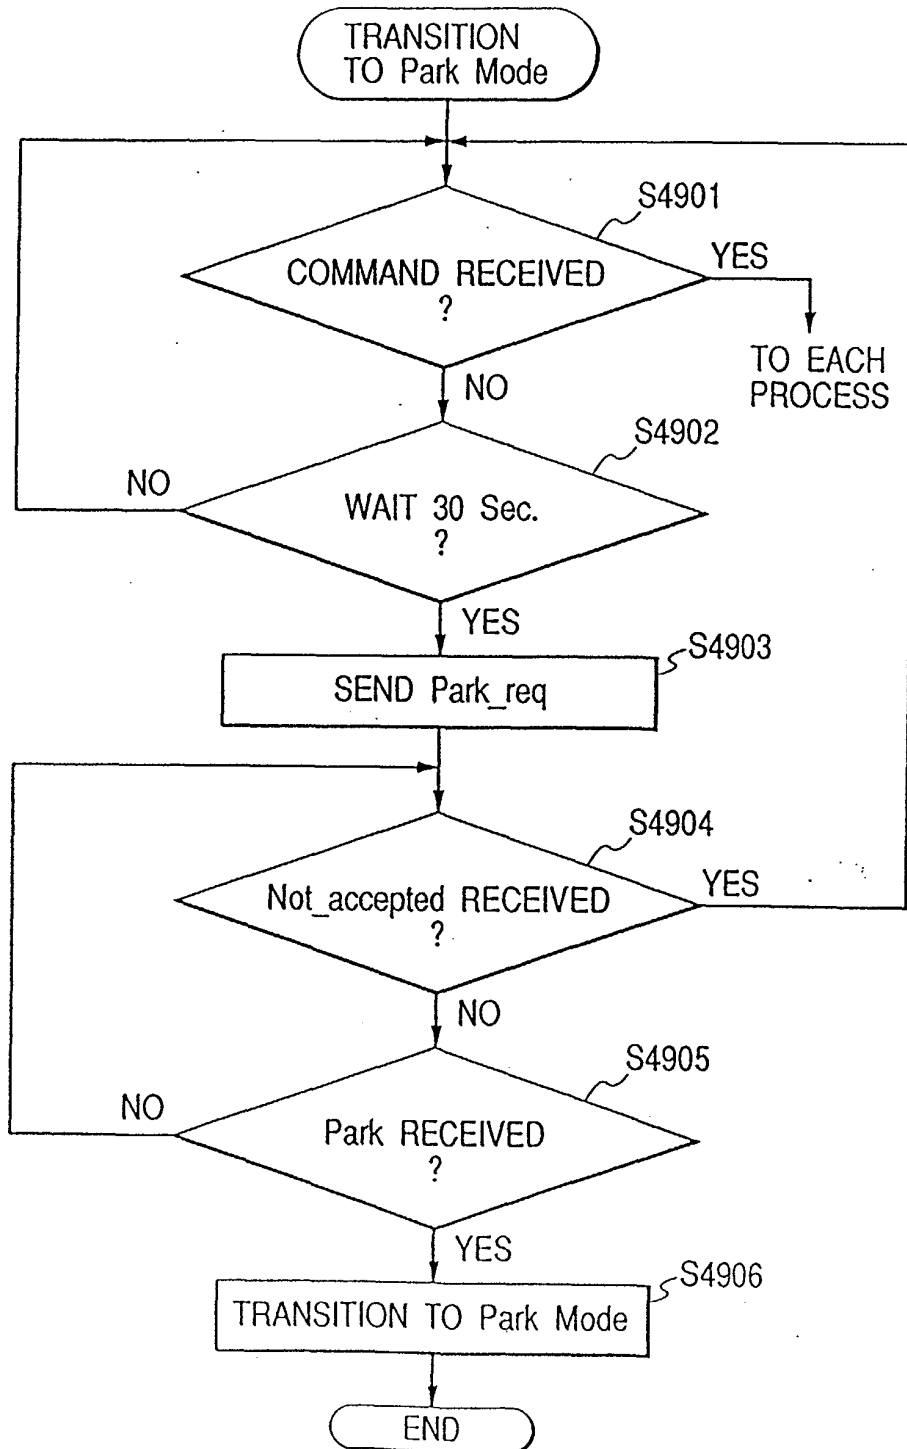 TRANSITION
TO Park Mode
S4901
COMMAND RECEIVED
?
YES
TO EACH
PROCESS
NO
S4902
WAIT 30 Sec.
?
NO
YES
S4903
SEND Park_req
S4904
Not_accepted RECEIVED
?
YES
NO
S4905
Park RECEIVED
?
NO
YES
S4906
TRANSITION TO Park Mode
END